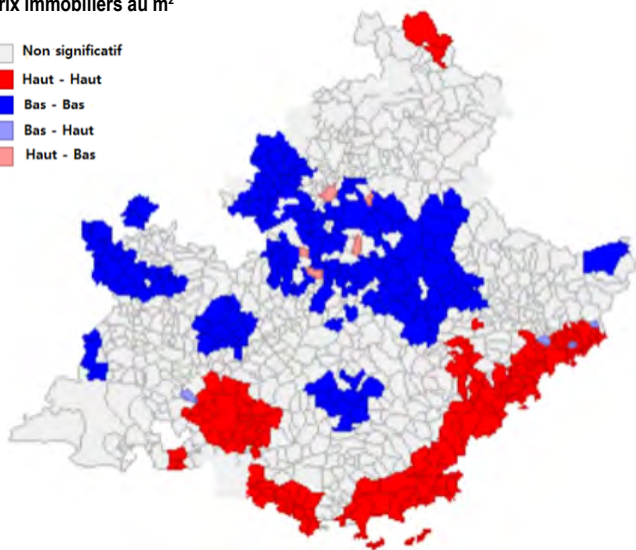 rix immobiliers au m²
Non significatif
Haut - Haut
Bas - Bas
Bas - Haut
Haut - Bas